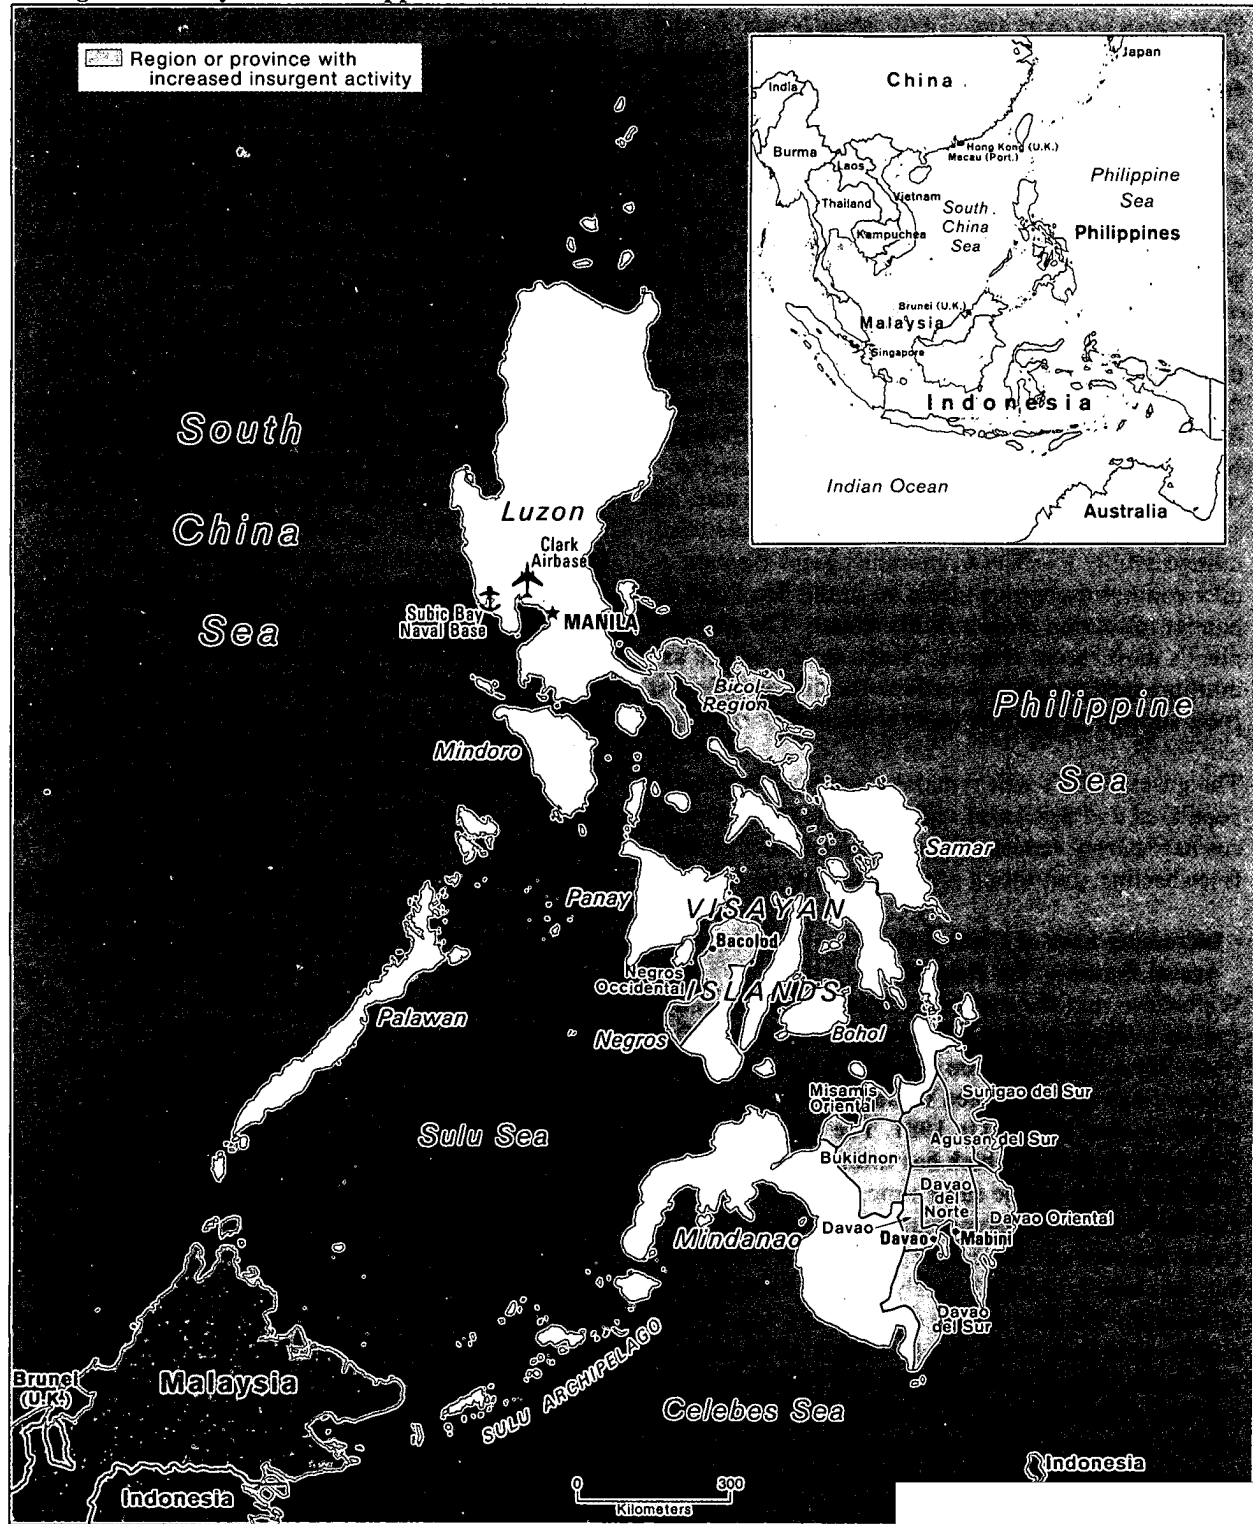 Region or province with
increased insurgent activity
Japan
China
India
Burma
Hong Kong (U.K.)
Macau (Port.)
Laos
Philippine
Sea
Thailand
Vietnam
South
China
Sea
Kampuchea
Philippines
Brunei (U.K.)
Malaysia
Singapore
Indonesia
Indian Ocean
Australia
South
China
Sea
Luzon
Clark
Airbase
Subic Bay
Naval Base
MANILA
Bicol
Region
Philippine
Sea
Mindoro
Samar
Panay
VISAYAN
Bacolod
Negros
Occidental
ISLANDS
Palawan
Negros
Bohol
Misamis
Oriental
Surigao del Sur
Sulu Sea
Agusan del Sur
Bukidnon
Davao
del
Norte
Davao Oriental
Davao
Mindanao
Davao
Mabini
Davao
del Sur
Brunei
(U.K.)
Malaysia
SULU ARCHIPELAGO
Celebes Sea
Indonesia
Indonesia
0
300
Kilometers